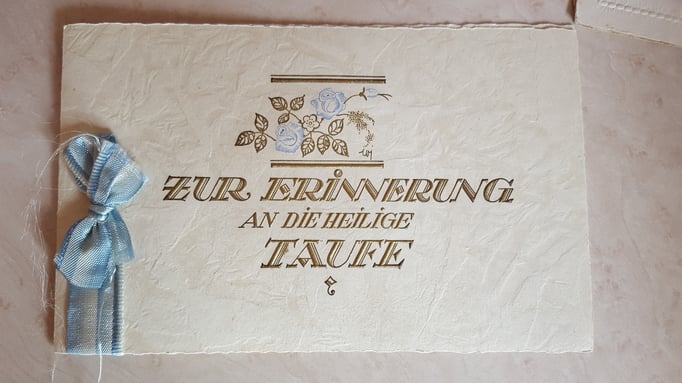 ZUR ERINNERUNG
AN DIE HEILIGE
TAUFE